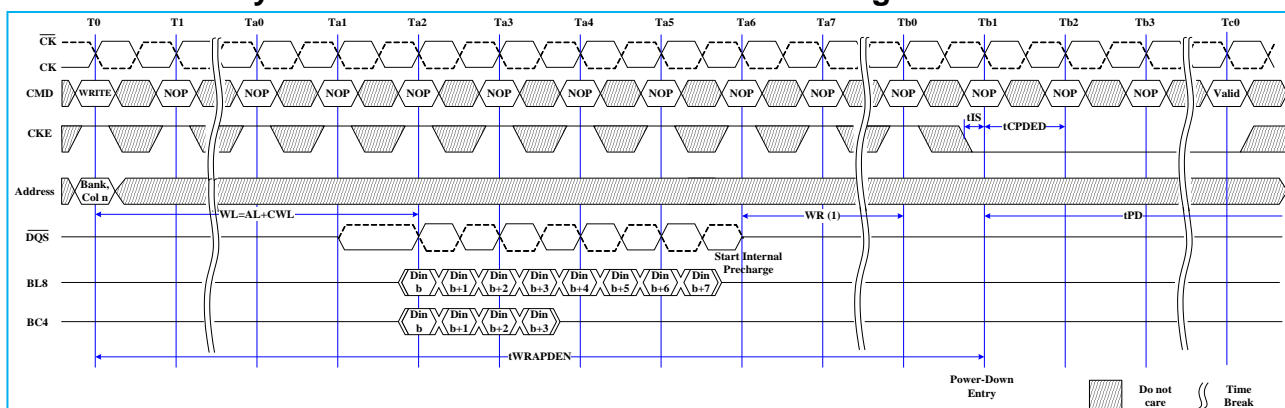 T0 T1 Ta0 Ta1 Ta2 Ta3 Ta4 Ta5 Ta6 Ta7 Tb0 Tb1 Tb2 Tb3 Tc0
CK
CK
CMD WRITE NOP NOP NOP NOP NOP NOP NOP NOP NOP NOP NOP NOP NOP Valid
tIS
CKE tCPDED
Address Bank,
Col n
WL=AL+CWL WR (1) tPD
DQS
Start Internal
Precharge
BL8 Din b Din b+1 Din b+2 Din b+3 Din b+4 Din b+5 Din b+6 Din b+7
BC4 Din b Din b+1 Din b+2 Din b+3
tWRAPDEN
Power-Down
Entry
Do not
care
Time
Break